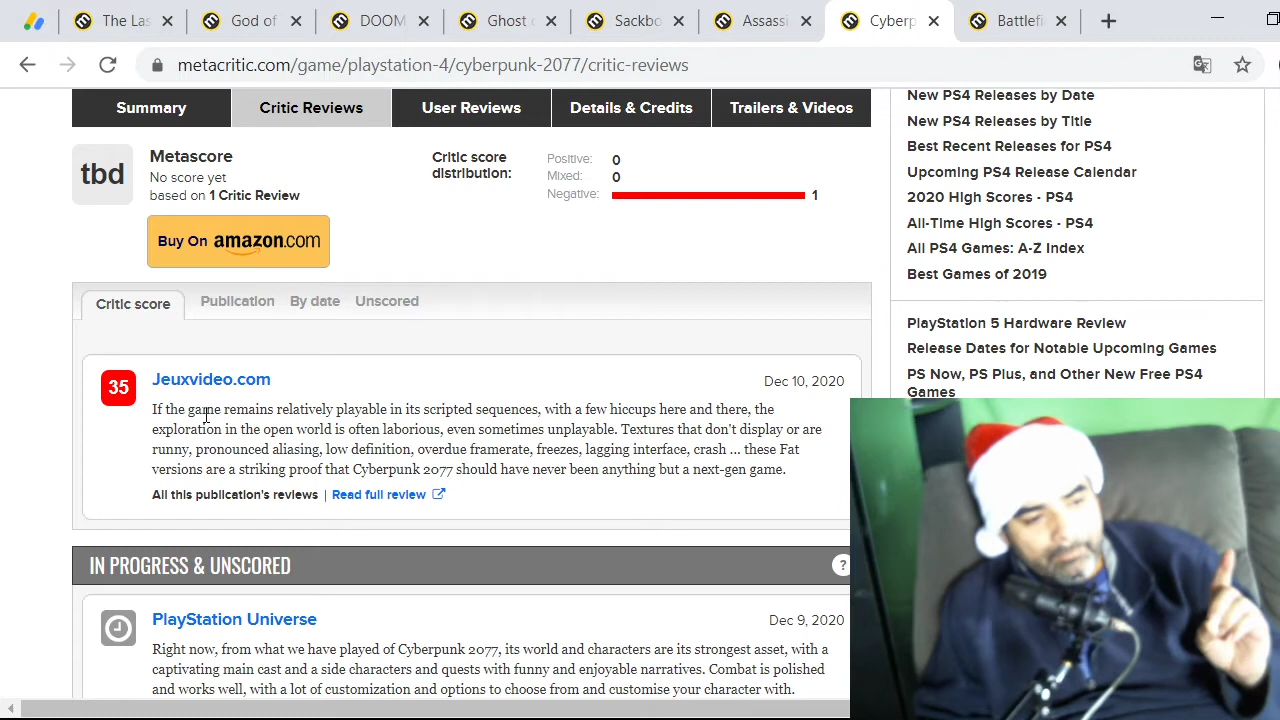 The Las
God of
DOOM
Ghost o
Sackbo
Assassi
Cyberp
Battlefi
metacritic.com/game/playstation-4/cyberpunk-2077/critic-reviews
Summary
Critic Reviews
User Reviews
Details & Credits
Trailers & Videos
tbd
Metascore
No score yet
based on 1 Critic Review
Critic score
distribution:
Positive: 0
Mixed: 0
Negative: 1
Buy On amazon.com
Critic score
Publication
By date
Unscored
35
Jeuxvideo.com
Dec 10, 2020
If the game remains relatively playable in its scripted sequences, with a few hiccups here and there, the
exploration in the open world is often laborious, even sometimes unplayable. Textures that don't display or are
runny, pronounced aliasing, low definition, overdue framerate, freezes, lagging interface, crash ... these Fat
versions are a striking proof that Cyberpunk 2077 should have never been anything but a next-gen game.
All this publication's reviews | Read full review
IN PROGRESS & UNSCORED
?
PlayStation Universe
Dec 9, 2020
Right now, from what we have played of Cyberpunk 2077, its world and characters are its strongest asset, with a
captivating main cast and a side characters and quests with funny and enjoyable narratives. Combat is polished
and works well, with a lot of customization and options to choose from and customise your character with.
New PS4 Releases by Date
New PS4 Releases by Title
Best Recent Releases for PS4
Upcoming PS4 Release Calendar
2020 High Scores - PS4
All-Time High Scores - PS4
All PS4 Games: A-Z Index
Best Games of 2019
PlayStation 5 Hardware Review
Release Dates for Notable Upcoming Games
PS Now, PS Plus, and Other New Free PS4
Games